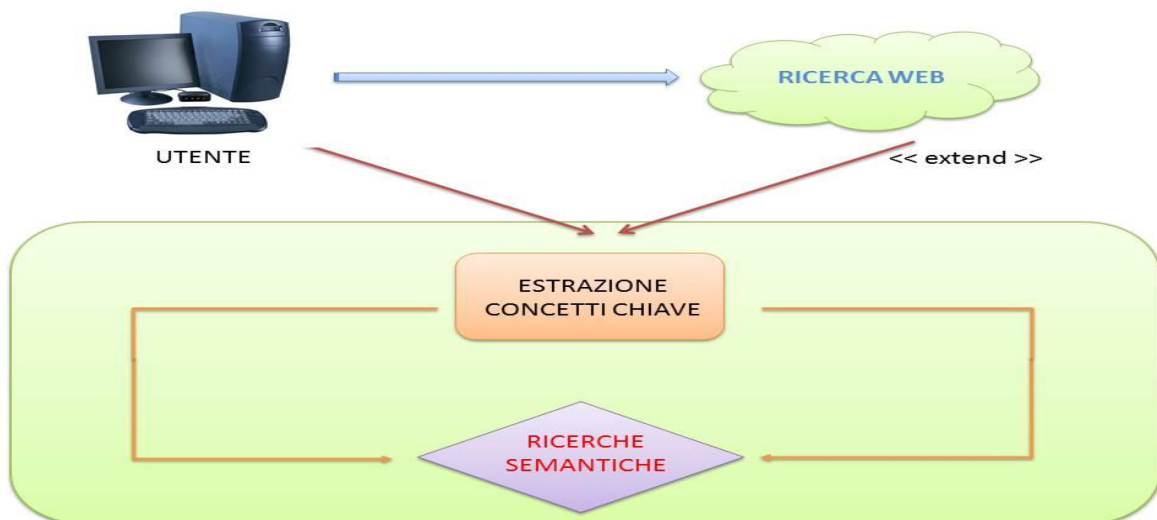 RICERCA WEB
UTENTE
<< extend >>
ESTRAZIONE
CONCETTI CHIAVE
RICERCHE
SEMANTICHE